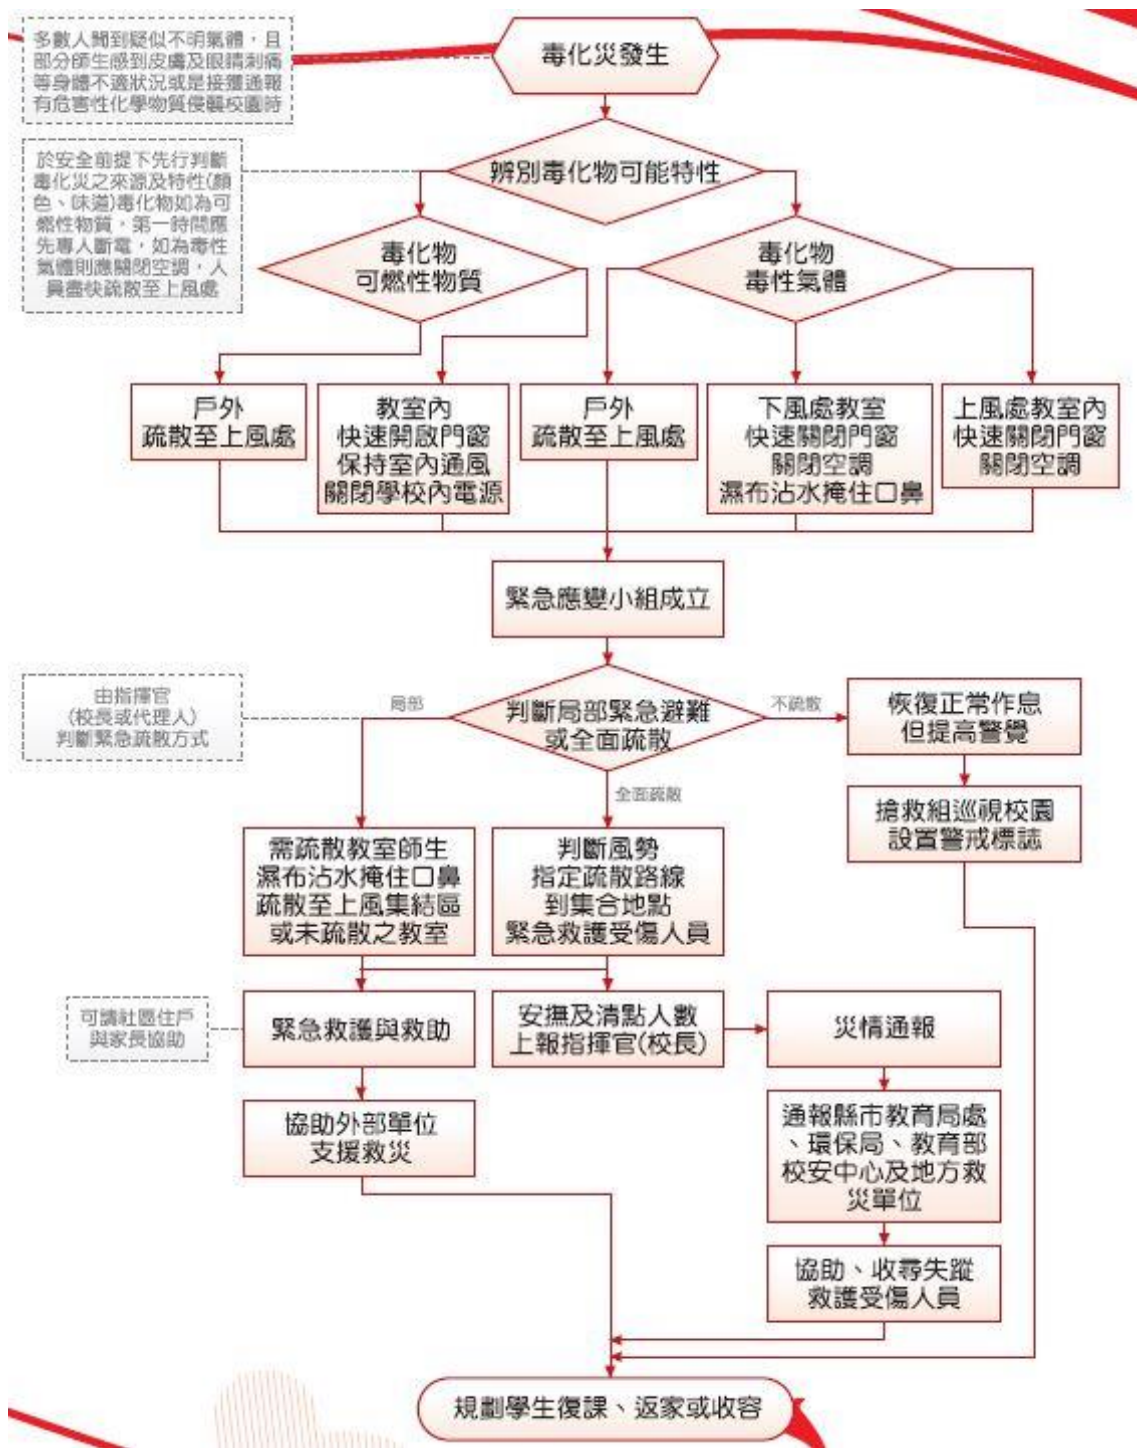 多數人聞到疑似不明氣體，且
部分師生感到皮膚及眼睛刺痛
等身體不適狀況或是接獲通報
有危害性化學物質侵襲校園時
毒化災發生
於安全前提下先行判斷
毒化災之來源及特性(顏
色、味道)毒化物如為可
燃性物質，第一時間應
先專人斷電，如為毒性
氣體則應關閉空調，人
員盡快疏散至上風處
辨別毒化物可能特性
毒化物
可燃性物質
毒化物
毒性氣體
戶外
疏散至上風處
教室內
快速開啟門窗
保持室內通風
關閉學校內電源
戶外
疏散至上風處
下風處教室
快速關閉門窗
關閉空調
濕布沾水掩住口鼻
上風處教室內
快速關閉門窗
關閉空調
緊急應變小組成立
由指揮官
(校長或代理人)
判斷緊急疏散方式
局部
判斷局部緊急避難
或全面疏散
不疏散
恢復正常作息
但提高警覺
全面疏散
搶救組巡視校園
設置警戒標誌
需疏散教室師生
濕布沾水掩住口鼻
疏散至上風集結區
或未疏散之教室
判斷風勢
指定疏散路線
到集合地點
緊急救護受傷人員
可請社區住戶
與家長協助
緊急救護與救助
安撫及清點人數
上報指揮官(校長)
災情通報
協助外部單位
支援救災
通報縣市教育局處
、環保局、教育部
校安中心及地方救
災單位
協助、收尋失蹤
救護受傷人員
規劃學生復課、返家或收容